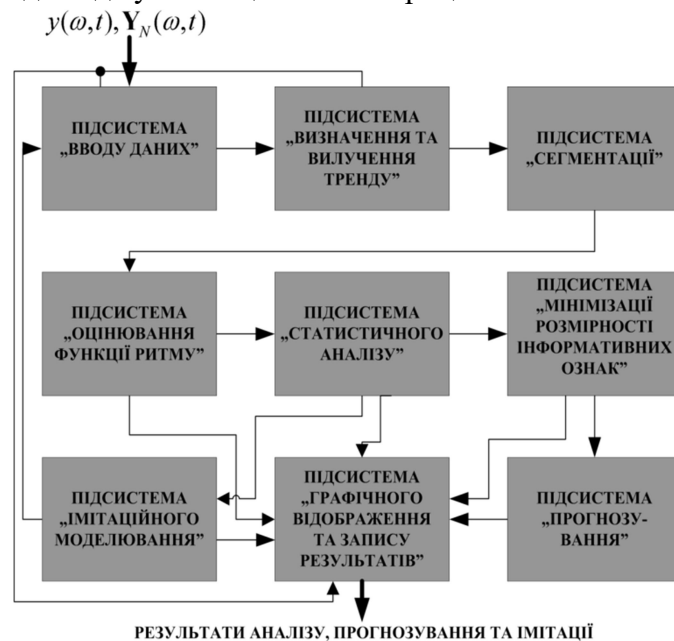 y(ω,t), Y_N(ω,t)
ПІДСИСТЕМА
„ВВОДУ ДАНИХ”
ПІДСИСТЕМА
„ВИЗНАЧЕННЯ ТА
ВИЛУЧЕННЯ
ТРЕНДУ”
ПІДСИСТЕМА
„СЕГМЕНТАЦІЇ”
ПІДСИСТЕМА
„ОЦІНЮВАННЯ
ФУНКЦІЇ РИТМУ”
ПІДСИСТЕМА
„СТАТИСТИЧНОГО
АНАЛІЗУ”
ПІДСИСТЕМА
„МІНІМІЗАЦІЇ
РОЗМІРНОСТІ
ІНФОРМАТИВНИХ
ОЗНАК”
ПІДСИСТЕМА
„ІМІТАЦІЙНОГО
МОДЕЛЮВАННЯ”
ПІДСИСТЕМА
„ГРАФІЧНОГО
ВІДОБРАЖЕННЯ
ТА ЗАПИСУ
РЕЗУЛЬТАТІВ”
ПІДСИСТЕМА
„ПРОГНОЗУ-
ВАННЯ”
РЕЗУЛЬТАТИ АНАЛІЗУ, ПРОГНОЗУВАННЯ ТА ІМІТАЦІЇ